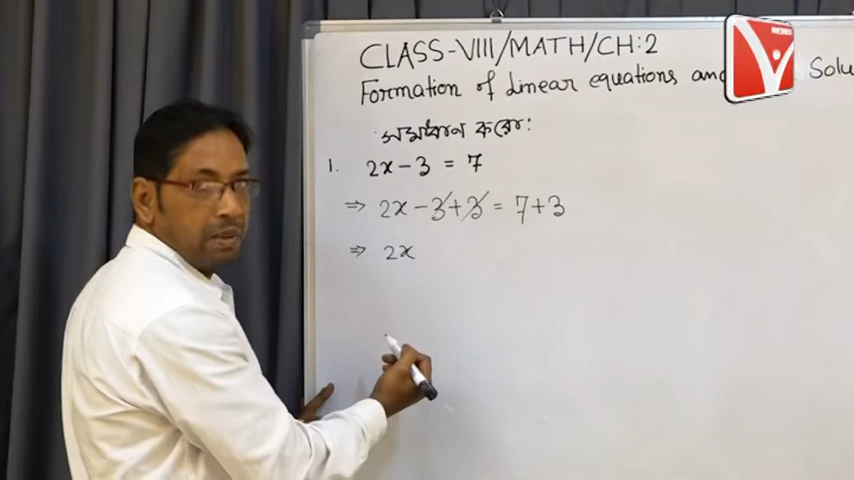 CLASS-VIII/MATH/CH:2
Formation of Linear equations an Solu
সমাধান করো:
1. 2x - 3 = 7
⇒ 2x - 3 + 3 = 7 + 3
⇒ 2x